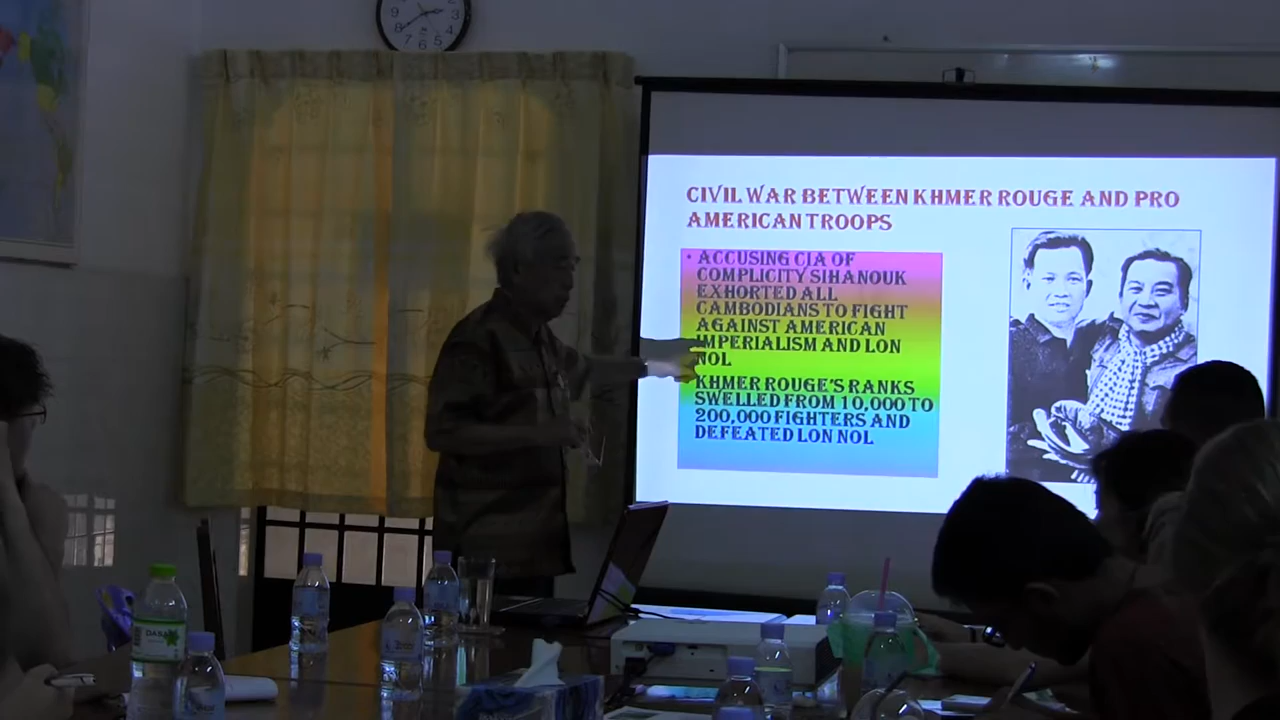 CIVIL WAR BETWEEN KHMER ROUGE AND PRO
AMERICAN TROOPS
• ACCUSING CIA OF
COMPLICITY SIHANOUK
EXHORTED ALL
CAMBODIANS TO FIGHT
AGAINST AMERICAN
IMPERIALISM AND LON
NOL
KHMER ROUGE'S RANKS
SWELLED FROM 10,000 TO
200,000 FIGHTERS AND
DEFEATED LON NOL